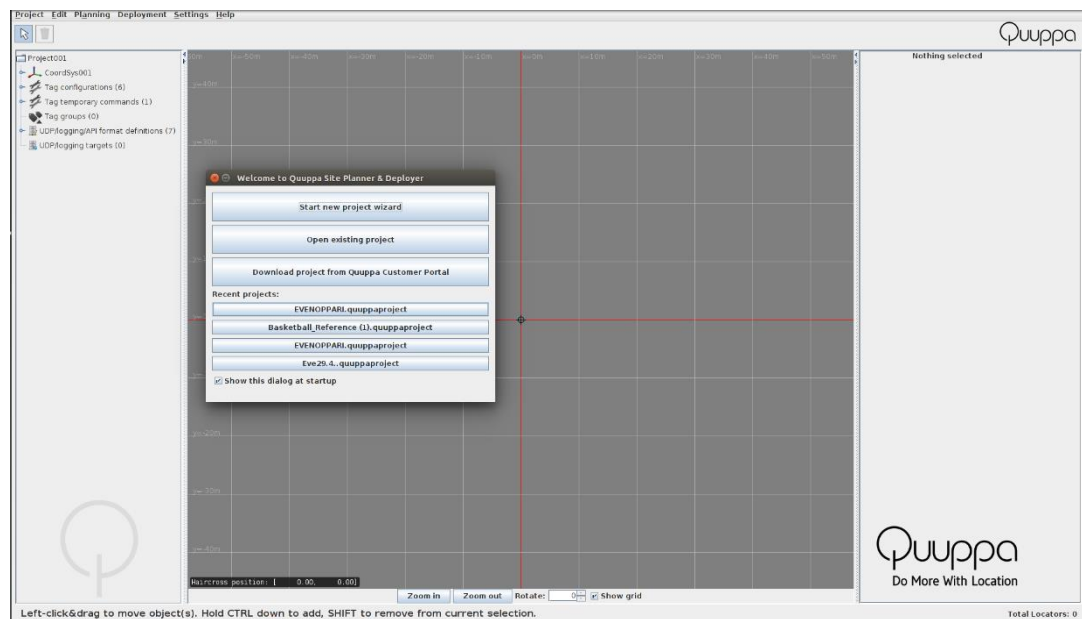 Project Edit Planning Deployment Settings Help
Quuppa
Project001
CoordSys001
Tag configurations (6)
Tag temporary commands (1)
Tag groups (0)
UDP/logging/API format definitions (7)
UDP/logging targets (0)
Nothing selected
Welcome to Quuppa Site Planner & Deployer
Start new project wizard
Open existing project
Download project from Quuppa Customer Portal
Recent projects:
EVENOPPARI.quuppaproject
Basketball_Reference (1).quuppaproject
EVENOPPARI.quuppaproject
Eve29.4..quuppaproject
Show this dialog at startup
Haircross position: [ 0.00, 0.00]
Zoom in Zoom out Rotate: 0 Show grid
Quuppa
Do More With Location
Left-click&drag to move object(s). Hold CTRL down to add, SHIFT to remove from current selection.
Total Locators: 0